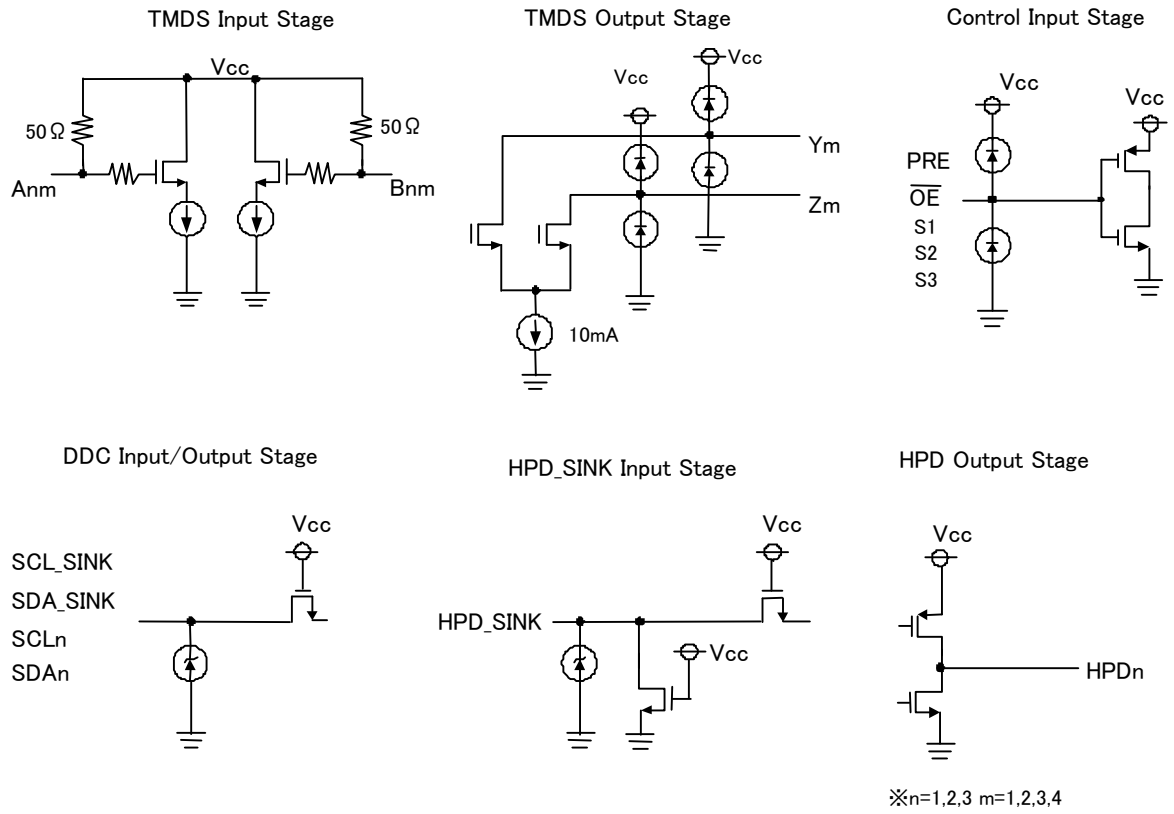 TMDS Input Stage
Vcc
50Ω
50Ω
Anm
Bnm
TMDS Output Stage
Vcc
Vcc
Ym
Zm
10mA
Control Input Stage
Vcc
Vcc
PRE
OE
S1
S2
S3
DDC Input/Output Stage
Vcc
SCL_SINK
SDA_SINK
SCLn
SDAn
HPD_SINK Input Stage
Vcc
HPD_SINK
Vcc
HPD Output Stage
Vcc
HPDn
※n=1,2,3 m=1,2,3,4